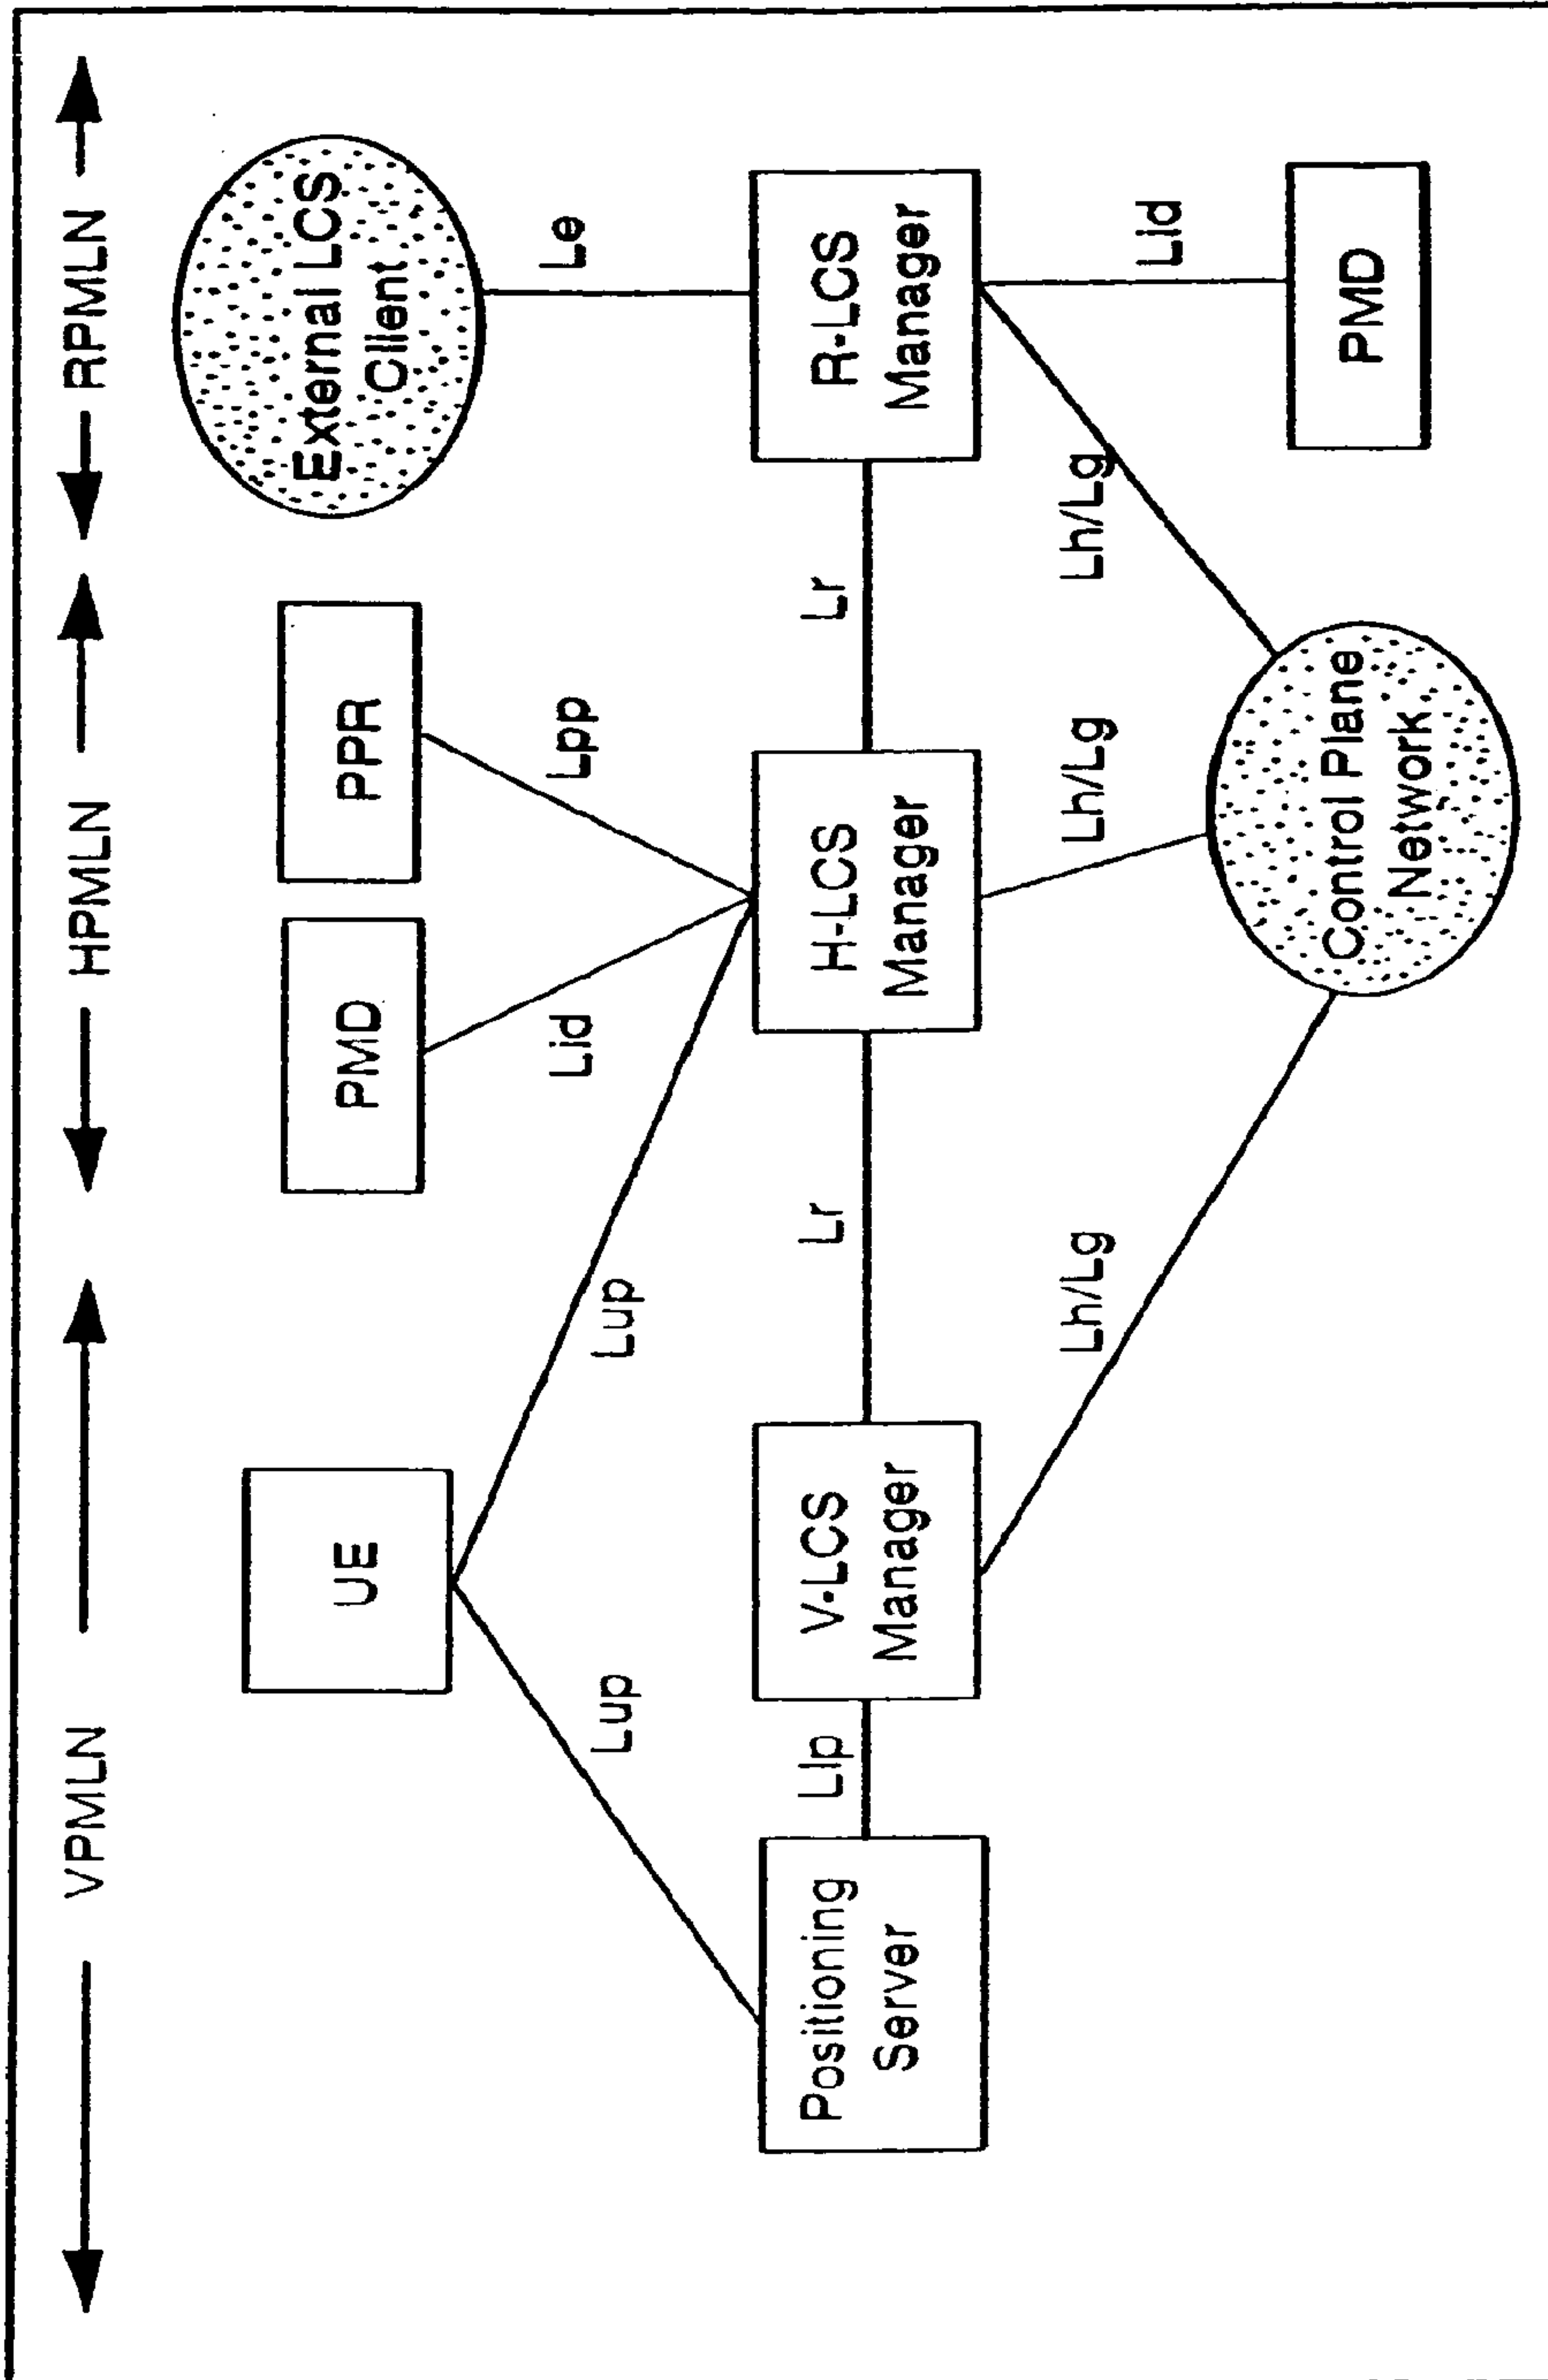 VPMLN
HPMLN
RPMLN
UE
PMD
PPR
External LCS
Client
Lup
Lup
Lid
Lpp
Le
Positioning
Server
Llp
V-LCS
Manager
Lr
H-LCS
Manager
Lr
R-LCS
Manager
Lh/Lg
Lh/Lg
Lh/Lg
Lid
Control Plane
Network
PMD